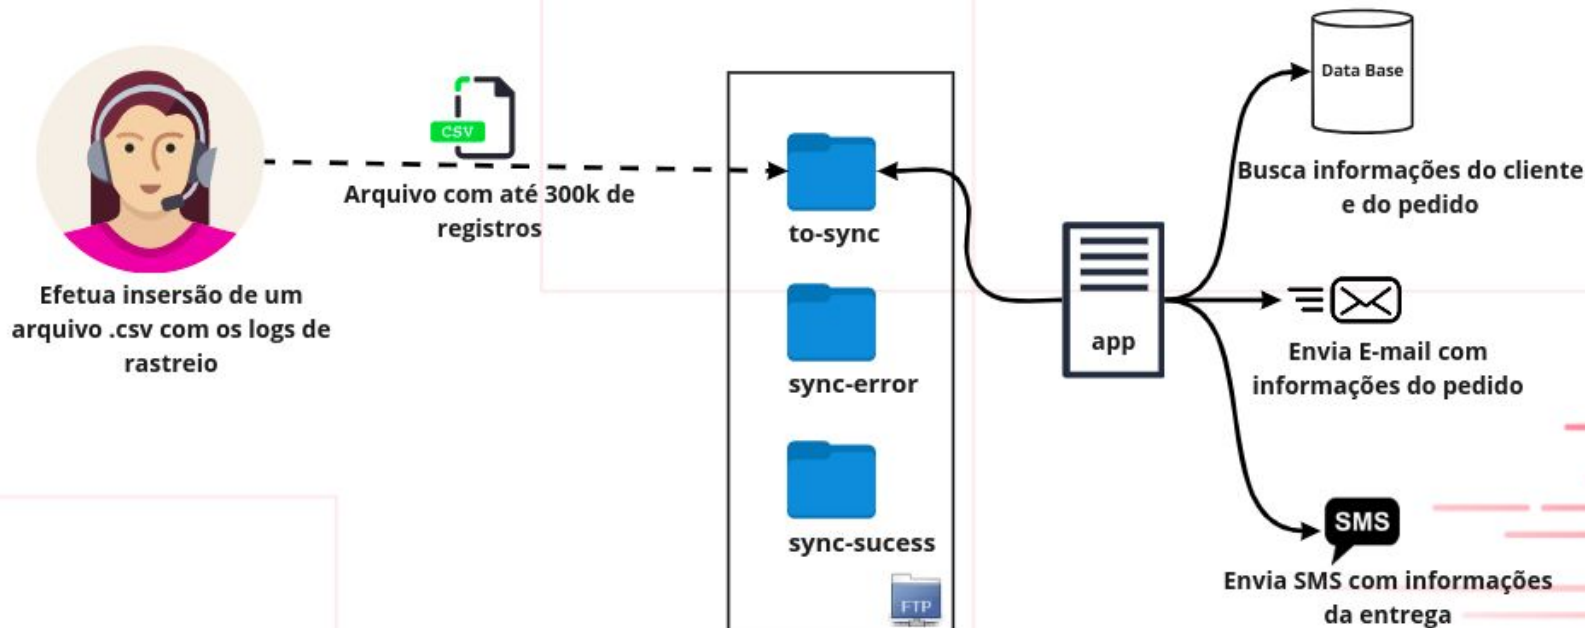 CSV
Arquivo com até 300k de
registros
Efetua insersão de um
arquivo .csv com os logs de
rastreio
to-sync
sync-error
sync-sucess
FTP
app
Data Base
Busca informações do cliente
e do pedido
Envia E-mail com
informações do pedido
SMS
Envia SMS com informações
da entrega